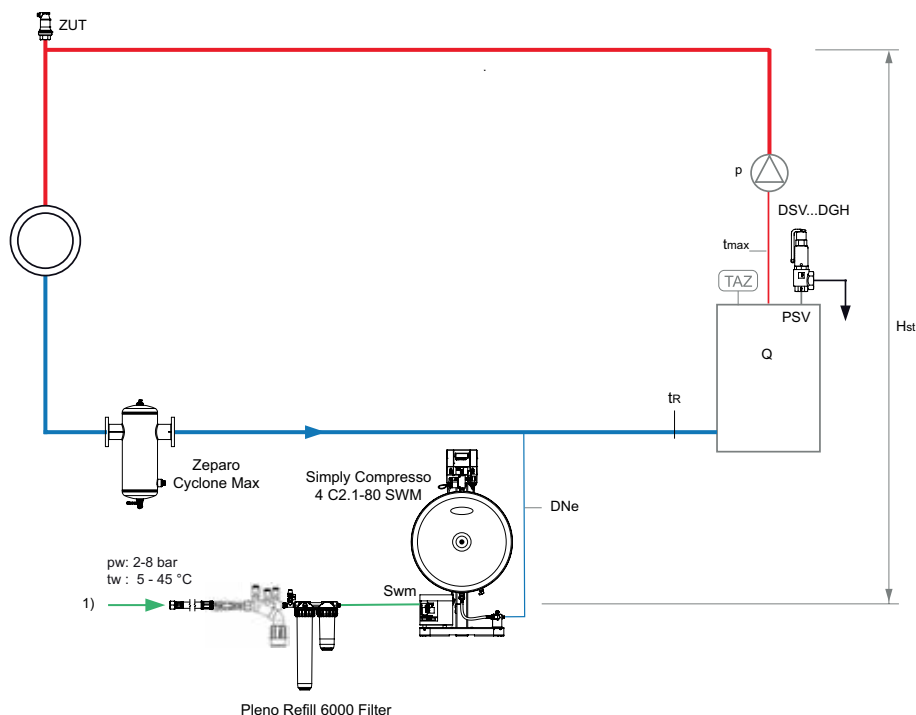 ZUT
p
DSV...DGH
tmax
TAZ
PSV
Hst
Q
tR
Zeparo
Cyclone Max
Simply Compresso
4 C2.1-80 SWM
DNe
pw: 2-8 bar
tw : 5 - 45 °C
Swm
1)
Pleno Refill 6000 Filter